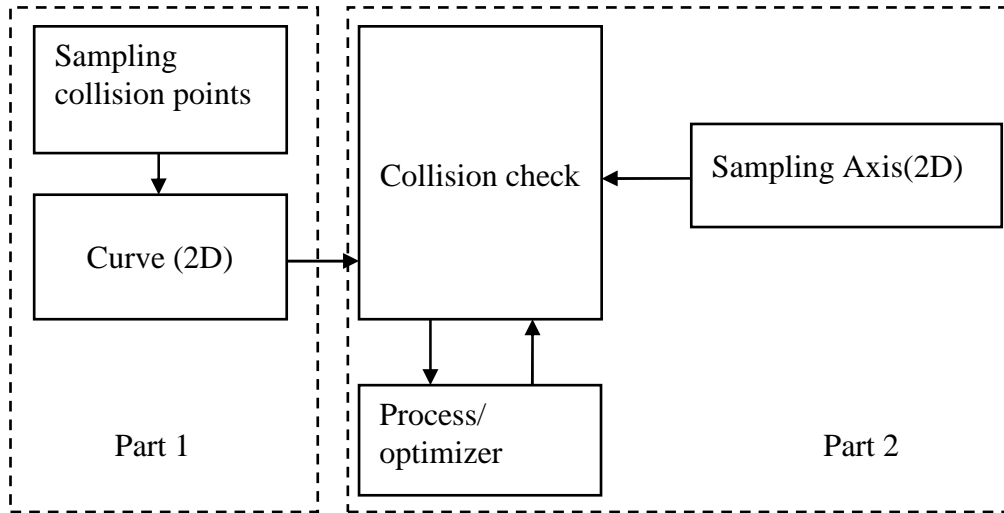 Sampling
collision points
Curve (2D)
Part 1
Collision check
Sampling Axis(2D)
Process/
optimizer
Part 2